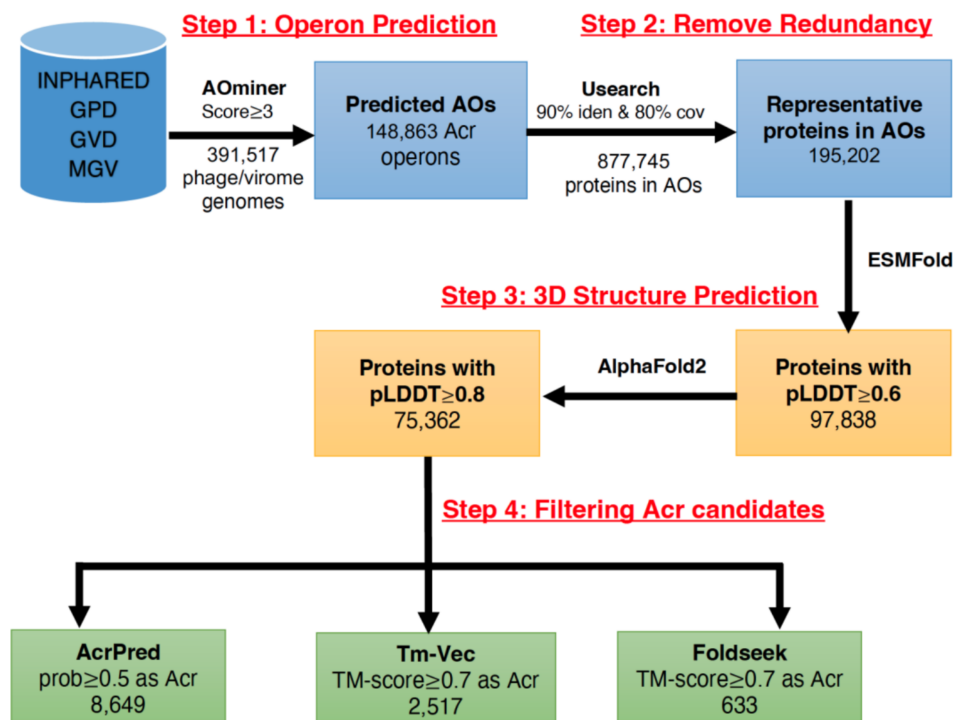 Step 1: Operon Prediction
Step 2: Remove Redundancy
INPHARED
GPD
GVD
MGV
AOminer
Score≥3
391,517
phage/virome
genomes
Predicted AOs
148,863 Acr
operons
Usearch
90% iden & 80% cov
877,745
proteins in AOs
Representative
proteins in AOs
195,202
ESMFold
Step 3: 3D Structure Prediction
Proteins with
pLDDT≥0.8
75,362
AlphaFold2
Proteins with
pLDDT≥0.6
97,838
Step 4: Filtering Acr candidates
AcrPred
prob≥0.5 as Acr
8,649
Tm-Vec
TM-score≥0.7 as Acr
2,517
Foldseek
TM-score≥0.7 as Acr
633